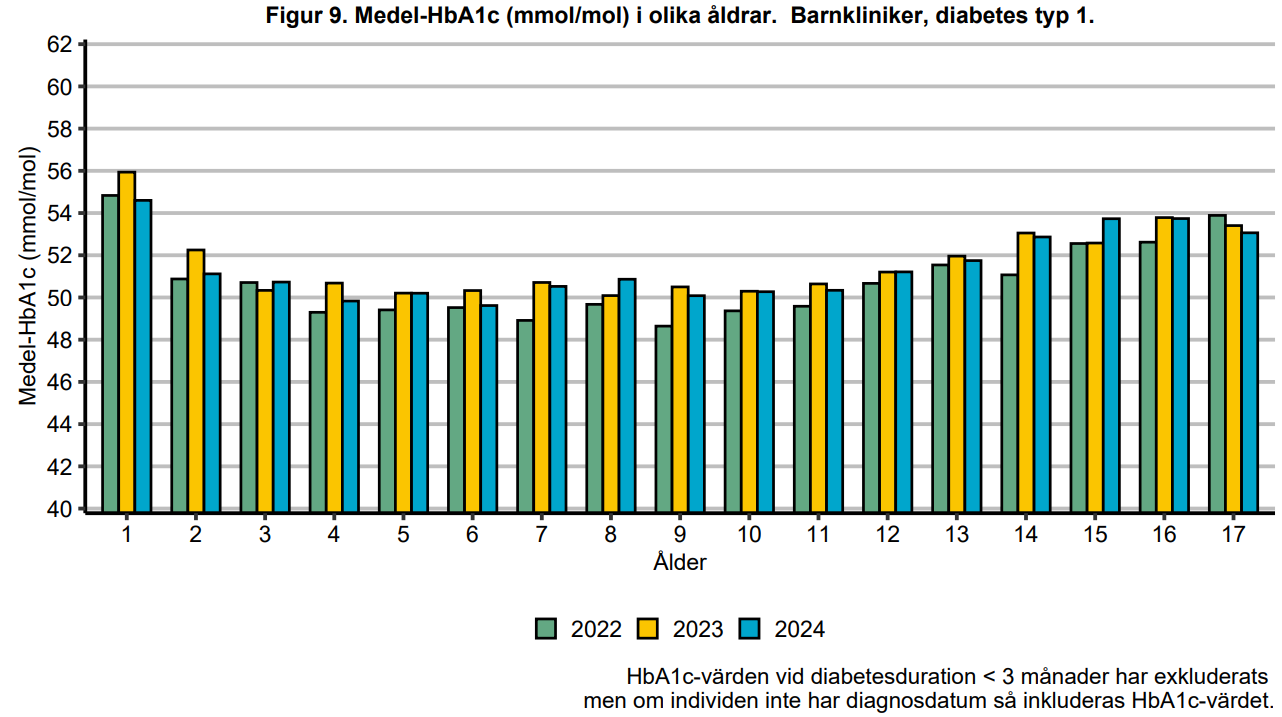 Figur 9. Medel-HbA1c (mmol/mol) i olika åldrar.  Barnkliniker, diabetes typ 1.
Medel-HbA1c (mmol/mol)
62
60
58
56
54
52
50
48
46
44
42
40
1 2 3 4 5 6 7 8 9 10 11 12 13 14 15 16 17
Ålder
2022 2023 2024
HbA1c-värden vid diabetesduration < 3 månader har exkluderats
men om individen inte har diagnosdatum så inkluderas HbA1c-värdet.